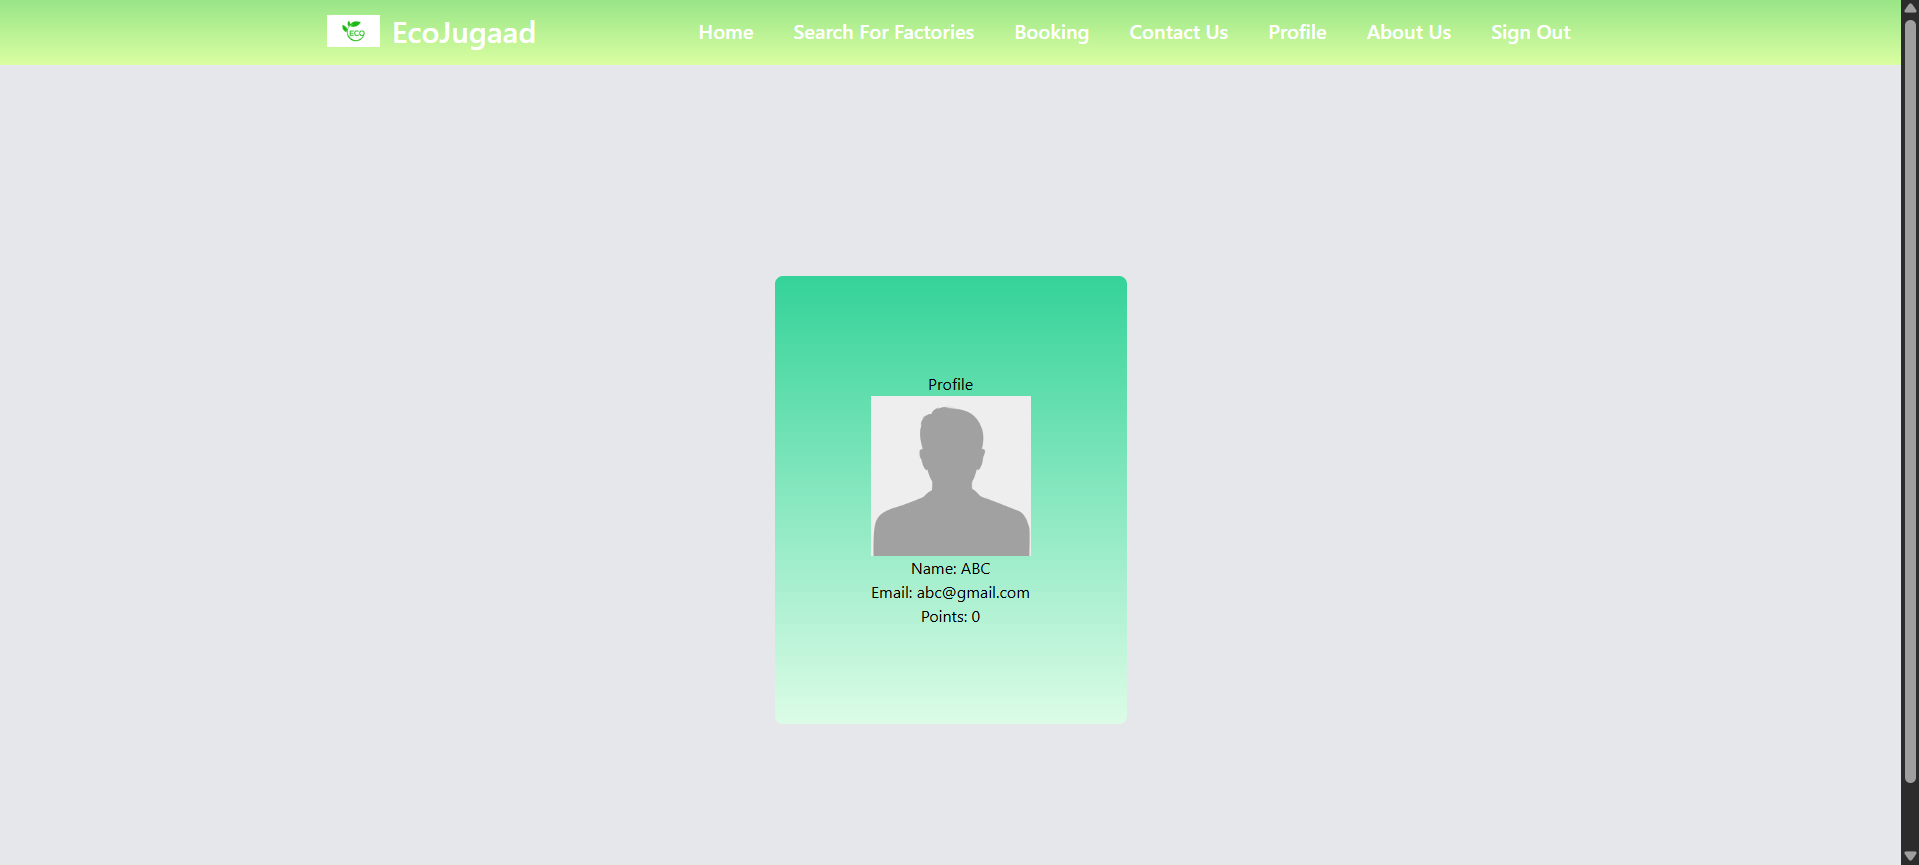 ECO EcoJugaad Home Search For Factories Booking Contact Us Profile About Us Sign Out
Profile
Name: ABC
Email: abc@gmail.com
Points: 0